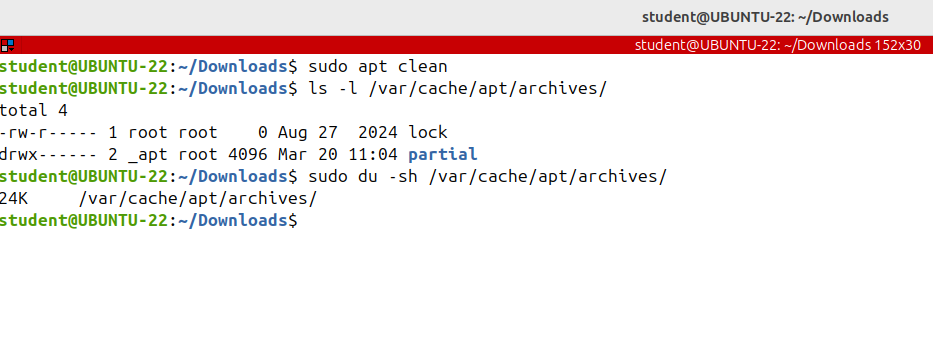 student@UBUNTU-22: ~/Downloads
student@UBUNTU-22: ~/Downloads 152x30
student@UBUNTU-22:~/Downloads$ sudo apt clean
student@UBUNTU-22:~/Downloads$ ls -l /var/cache/apt/archives/
total 4
-rw-r----- 1 root root    0 Aug 27  2024 lock
drwx------ 2 _apt root 4096 Mar 20 11:04 partial
student@UBUNTU-22:~/Downloads$ sudo du -sh /var/cache/apt/archives/
24K     /var/cache/apt/archives/
student@UBUNTU-22:~/Downloads$